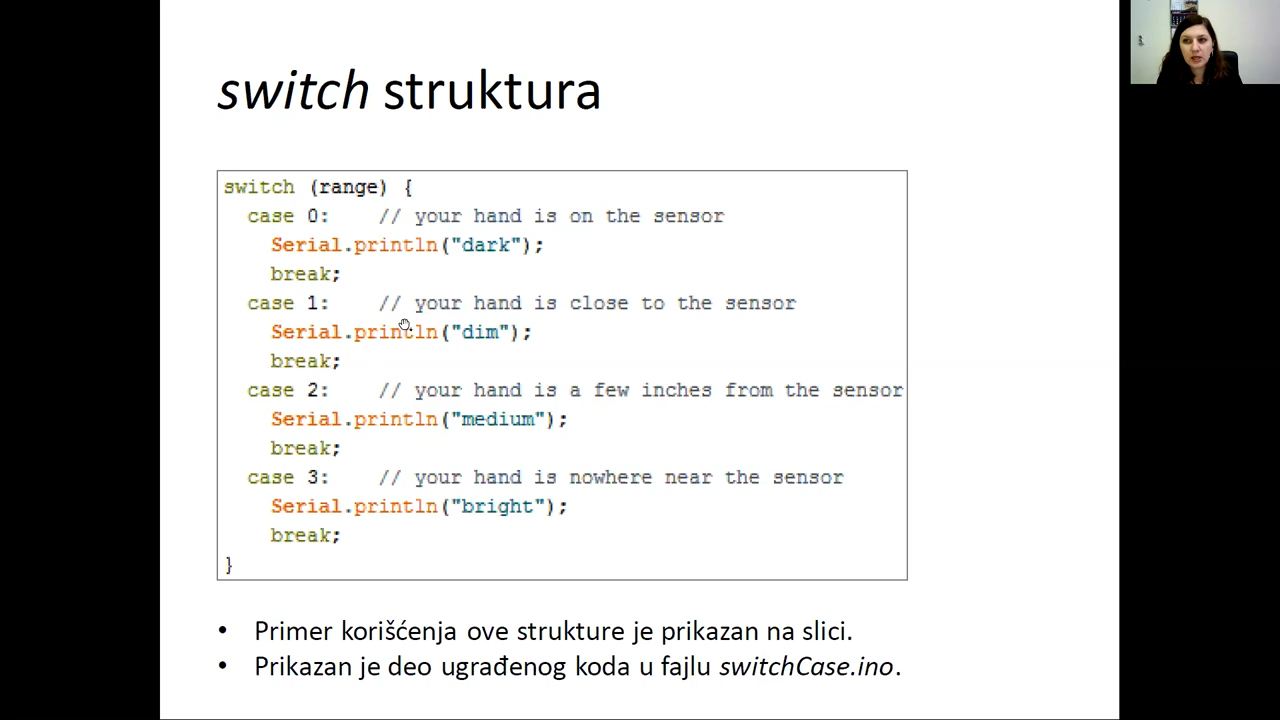 switch struktura
switch (range) {
case 0:    // your hand is on the sensor
Serial.println("dark");
break;
case 1:    // your hand is close to the sensor
Serial.println("dim");
break;
case 2:    // your hand is a few inches from the sensor
Serial.println("medium");
break;
case 3:    // your hand is nowhere near the sensor
Serial.println("bright");
break;
}
• Primer korišćenja ove strukture je prikazan na slici.
• Prikazan je deo ugrađenog koda u fajlu switchCase.ino.